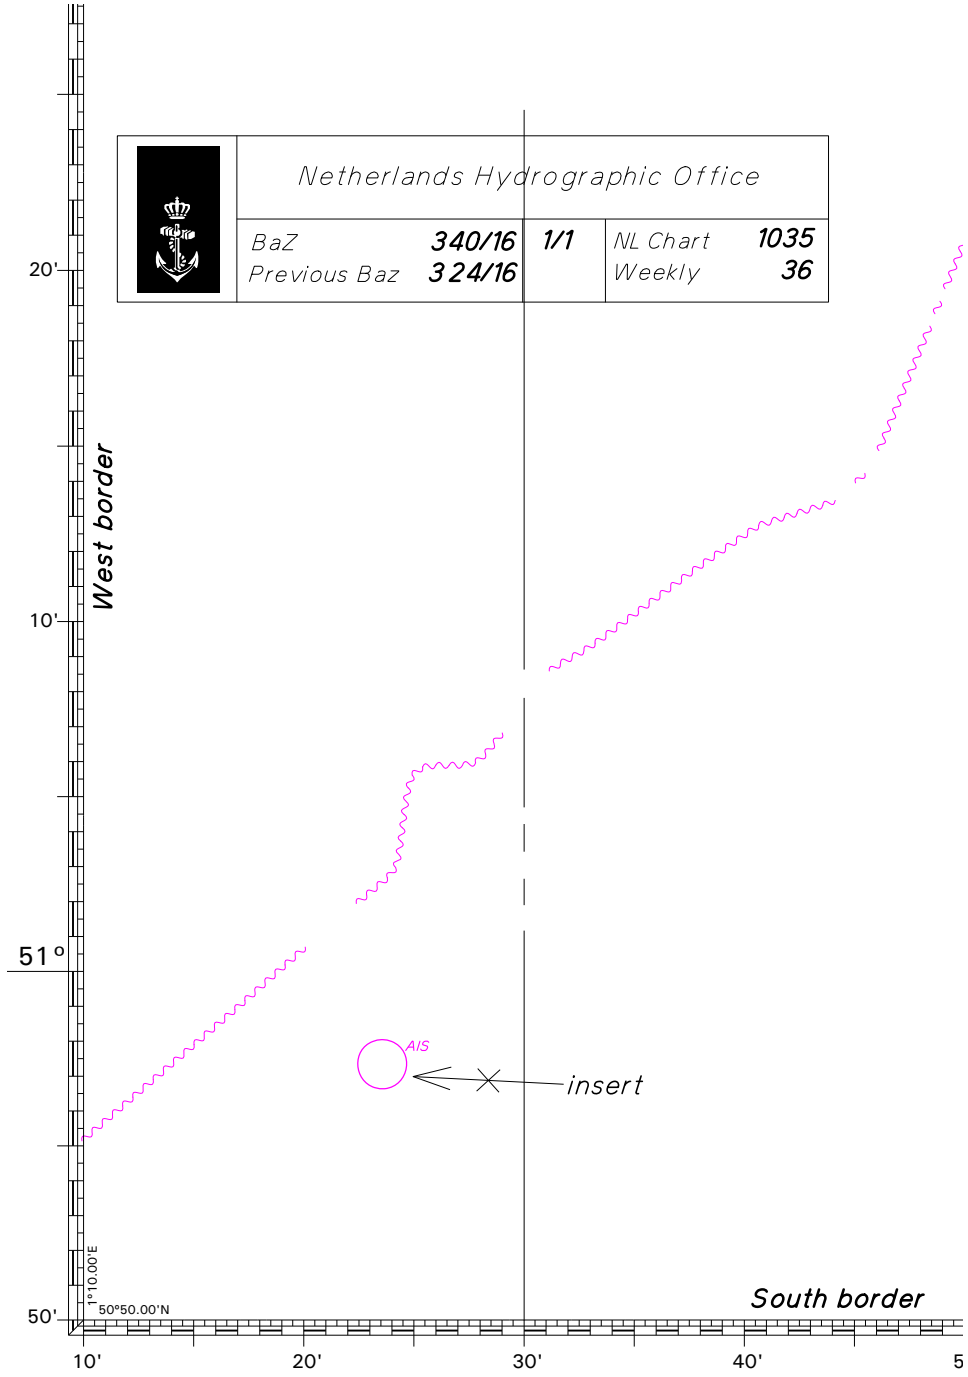 Netherlands Hydrographic Office
BaZ 340/16 1/1 NL Chart 1035
Previous Baz 324/16 Weekly 36
20'
West border
10'
51°
AIS
insert
1°10.00'E
50°50.00'N
South border
50'
10' 20' 30' 40' 5